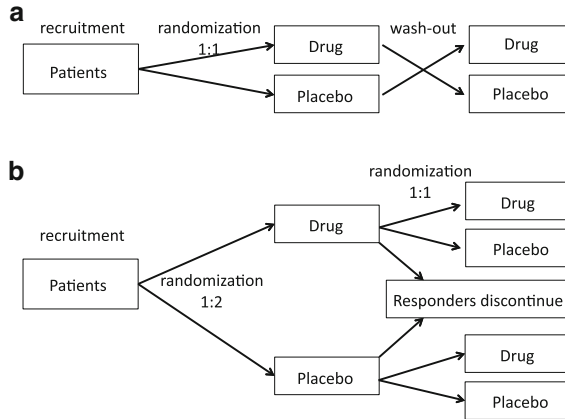 a
recruitment
randomization
1:1
wash-out
Patients
Drug
Placebo
Drug
Placebo
b
recruitment
Patients
randomization
1:2
Drug
Placebo
randomization
1:1
Drug
Placebo
Responders discontinue
Drug
Placebo